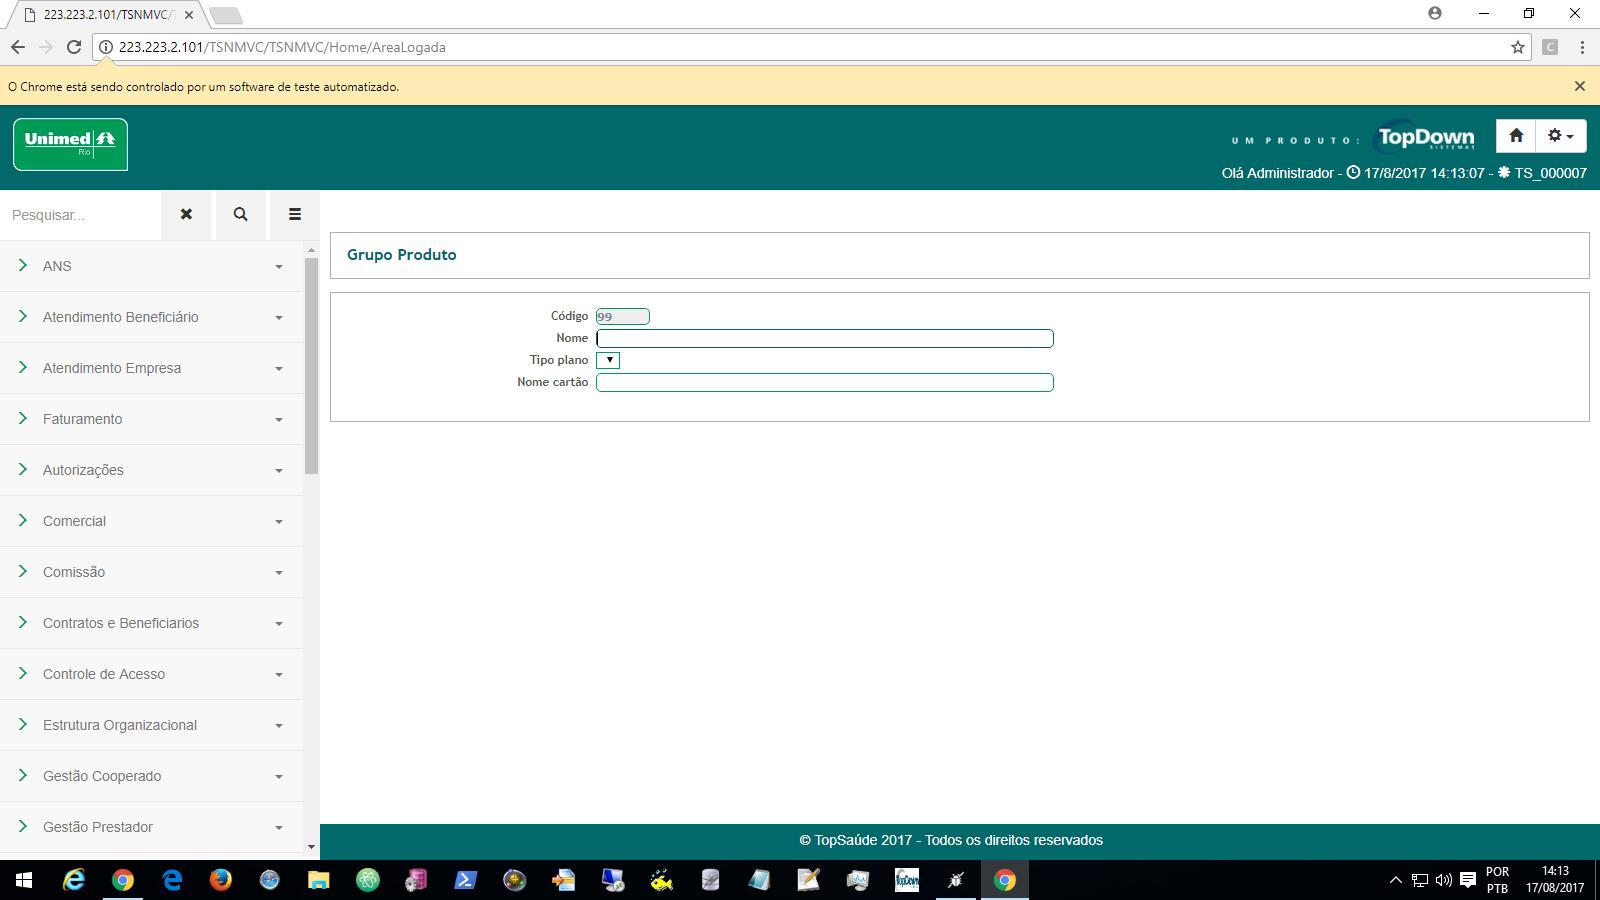 223.223.2.101/TSNMVC/
223.223.2.101/TSNMVC/TSNMVC/Home/AreaLogada
C
O Chrome está sendo controlado por um software de teste automatizado.
Unimed
Rio
UM PRODUTO:
TopDown
SISTEMAS
Olá Administrador - 17/8/2017 14:13:07 - TS_000007
Pesquisar...
ANS
Atendimento Beneficiário
Atendimento Empresa
Faturamento
Autorizações
Comercial
Comissão
Contratos e Beneficiarios
Controle de Acesso
Estrutura Organizacional
Gestão Cooperado
Gestão Prestador
Grupo Produto
Código 99
Nome
Tipo plano
Nome cartão
© TopSaúde 2017 - Todos os direitos reservados
TopDown
POR
PTB
14:13
17/08/2017